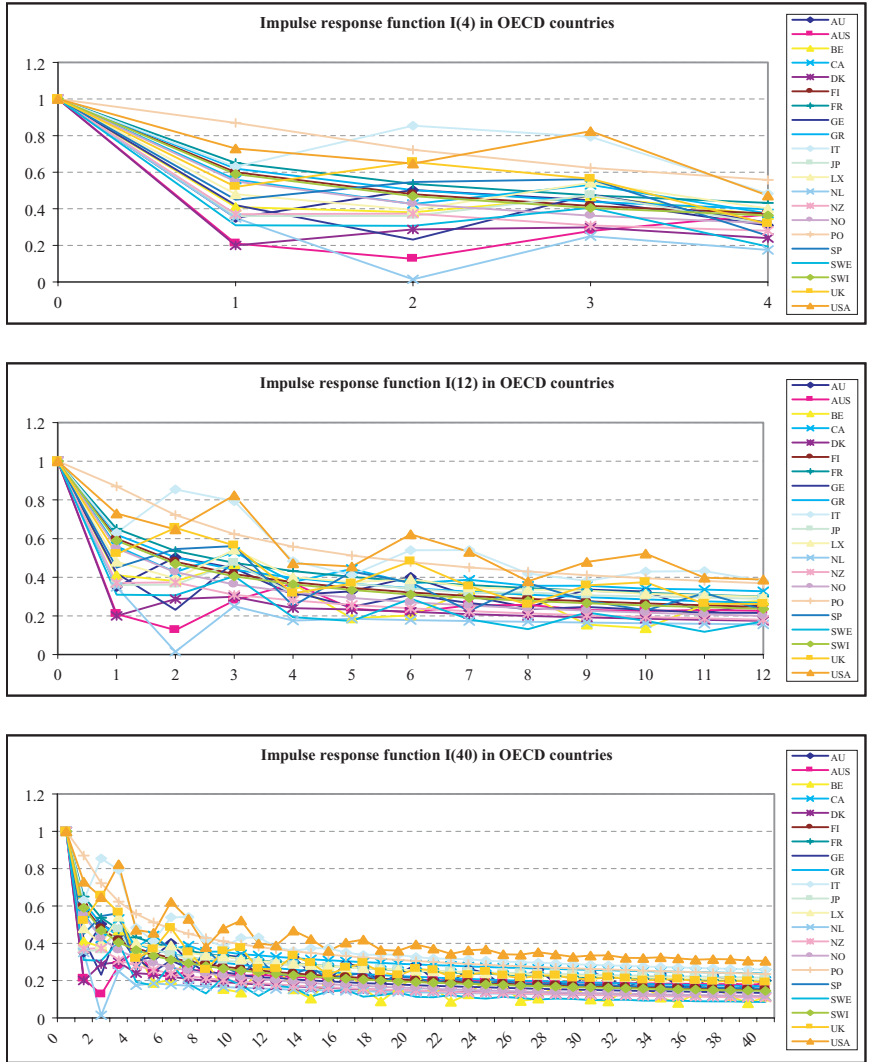 Impulse response function I(4) in OECD countries
1.2
1
0.8
0.6
0.4
0.2
0
0 1 2 3 4
AU
AUS
BE
CA
DK
FI
FR
GE
GR
IT
JP
LX
NL
NZ
NO
PO
SP
SWE
SWI
UK
USA
Impulse response function I(12) in OECD countries
1.2
1
0.8
0.6
0.4
0.2
0
0 1 2 3 4 5 6 7 8 9 10 11 12
AU
AUS
BE
CA
DK
FI
FR
GE
GR
IT
JP
LX
NL
NZ
NO
PO
SP
SWE
SWI
UK
USA
Impulse response function I(40) in OECD countries
1.2
1
0.8
0.6
0.4
0.2
0
0 2 4 6 8 10 12 14 16 18 20 22 24 26 28 30 32 34 36 38 40
AU
AUS
BE
CA
DK
FI
FR
GE
GR
IT
JP
LX
NL
NZ
NO
PO
SP
SWE
SWI
UK
USA